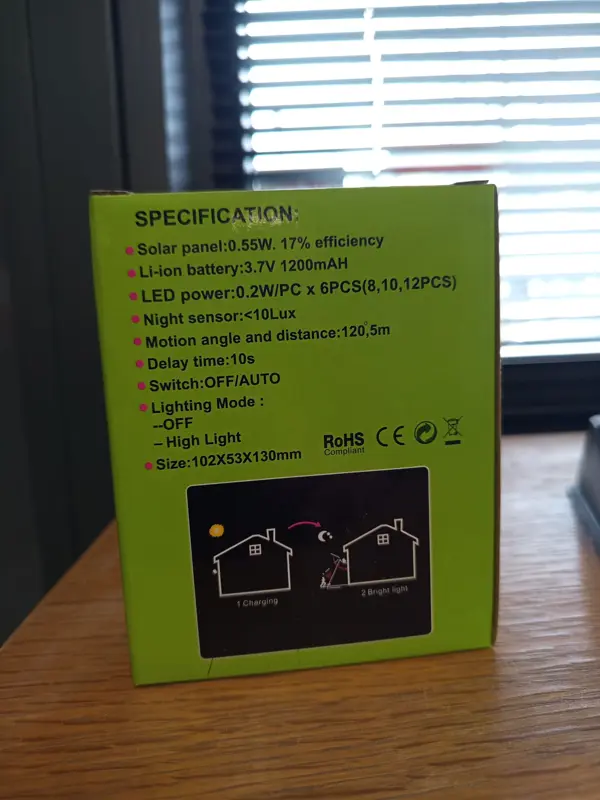 SPECIFICATION:
Solar panel:0.55W. 17% efficiency
Li-ion battery:3.7V 1200mAH
LED power:0.2W/PC x 6PCS(8,10,12PCS)
Night sensor:<10Lux
Motion angle and distance:120°,5m
Delay time:10s
Switch:OFF/AUTO
Lighting Mode :
--OFF
– High Light
Size:102X53X130mm
RoHS
Compliant
CE
1 Charging
2 Bright light